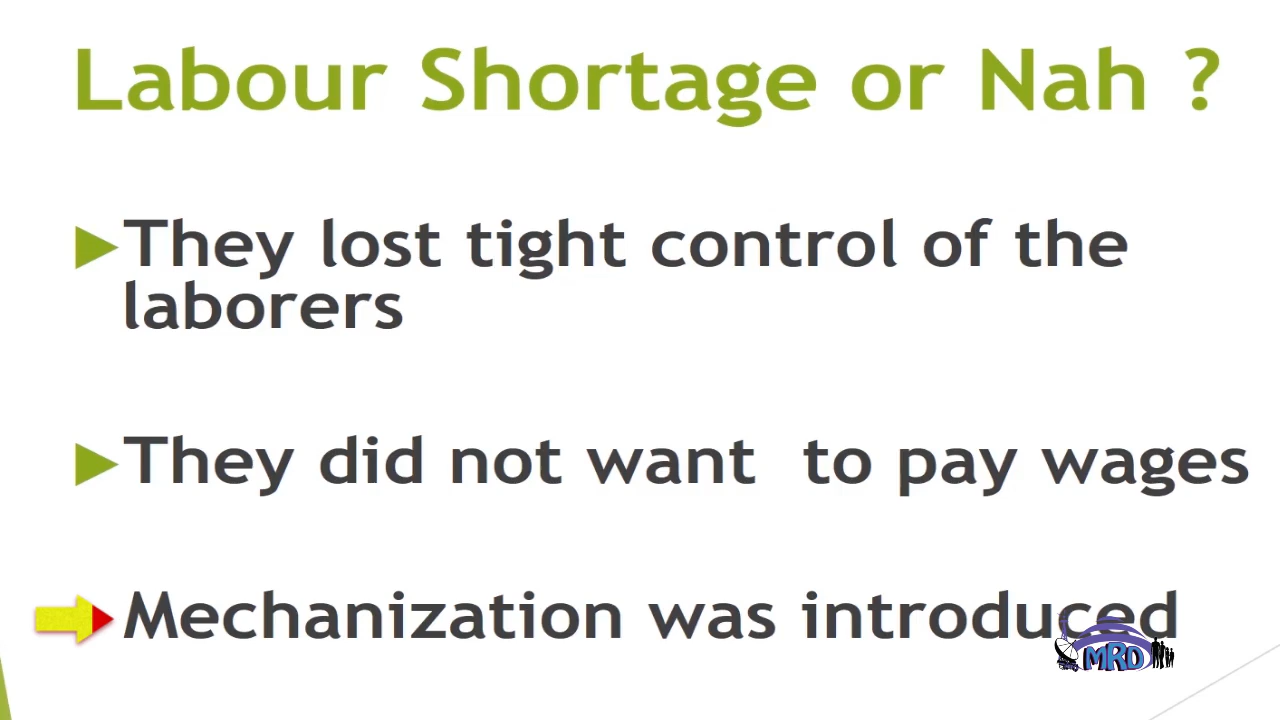 Labour Shortage or Nah ?
They lost tight control of the
laborers
They did not want  to pay wages
Mechanization was introduced
MRD